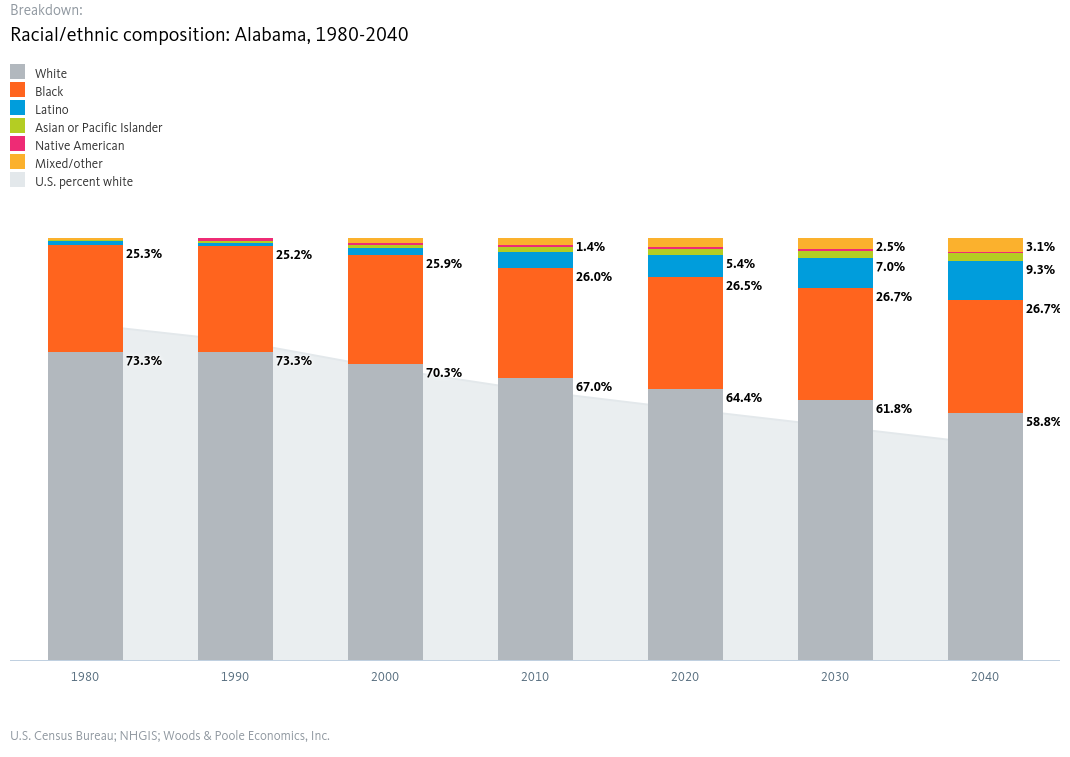 Breakdown:
Racial/ethnic composition: Alabama, 1980-2040
White
Black
Latino
Asian or Pacific Islander
Native American
Mixed/other
U.S. percent white
25.3%
73.3%
25.2%
73.3%
25.9%
70.3%
1.4%
26.0%
67.0%
5.4%
26.5%
64.4%
2.5%
7.0%
26.7%
61.8%
3.1%
9.3%
26.7%
58.8%
1980 1990 2000 2010 2020 2030 2040
U.S. Census Bureau; NHGIS; Woods & Poole Economics, Inc.